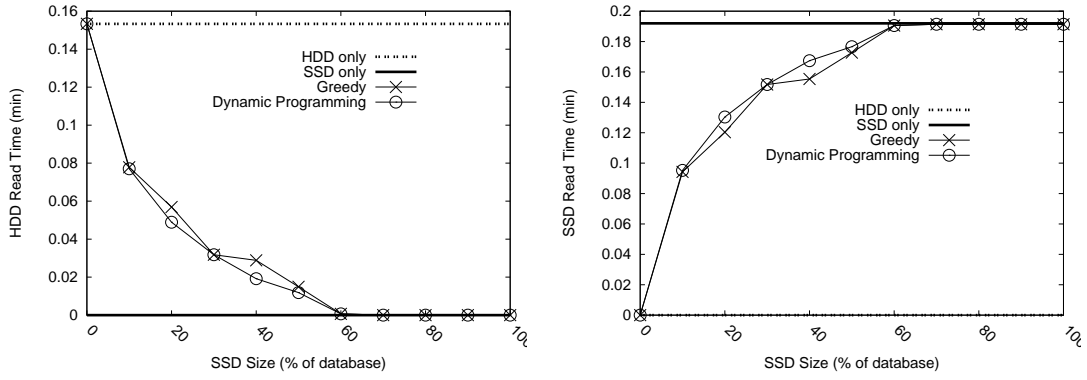 0.16
0.14
0.12
0.1
0.08
0.06
0.04
0.02
0
HDD Read Time (min)
HDD only
SSD only
Greedy
Dynamic Programming
0
20
40
60
80
100
SSD Size (% of database)
0.2
0.18
0.16
0.14
0.12
0.1
0.08
0.06
0.04
0.02
0
SSD Read Time (min)
HDD only
SSD only
Greedy
Dynamic Programming
0
20
40
60
80
100
SSD Size (% of database)